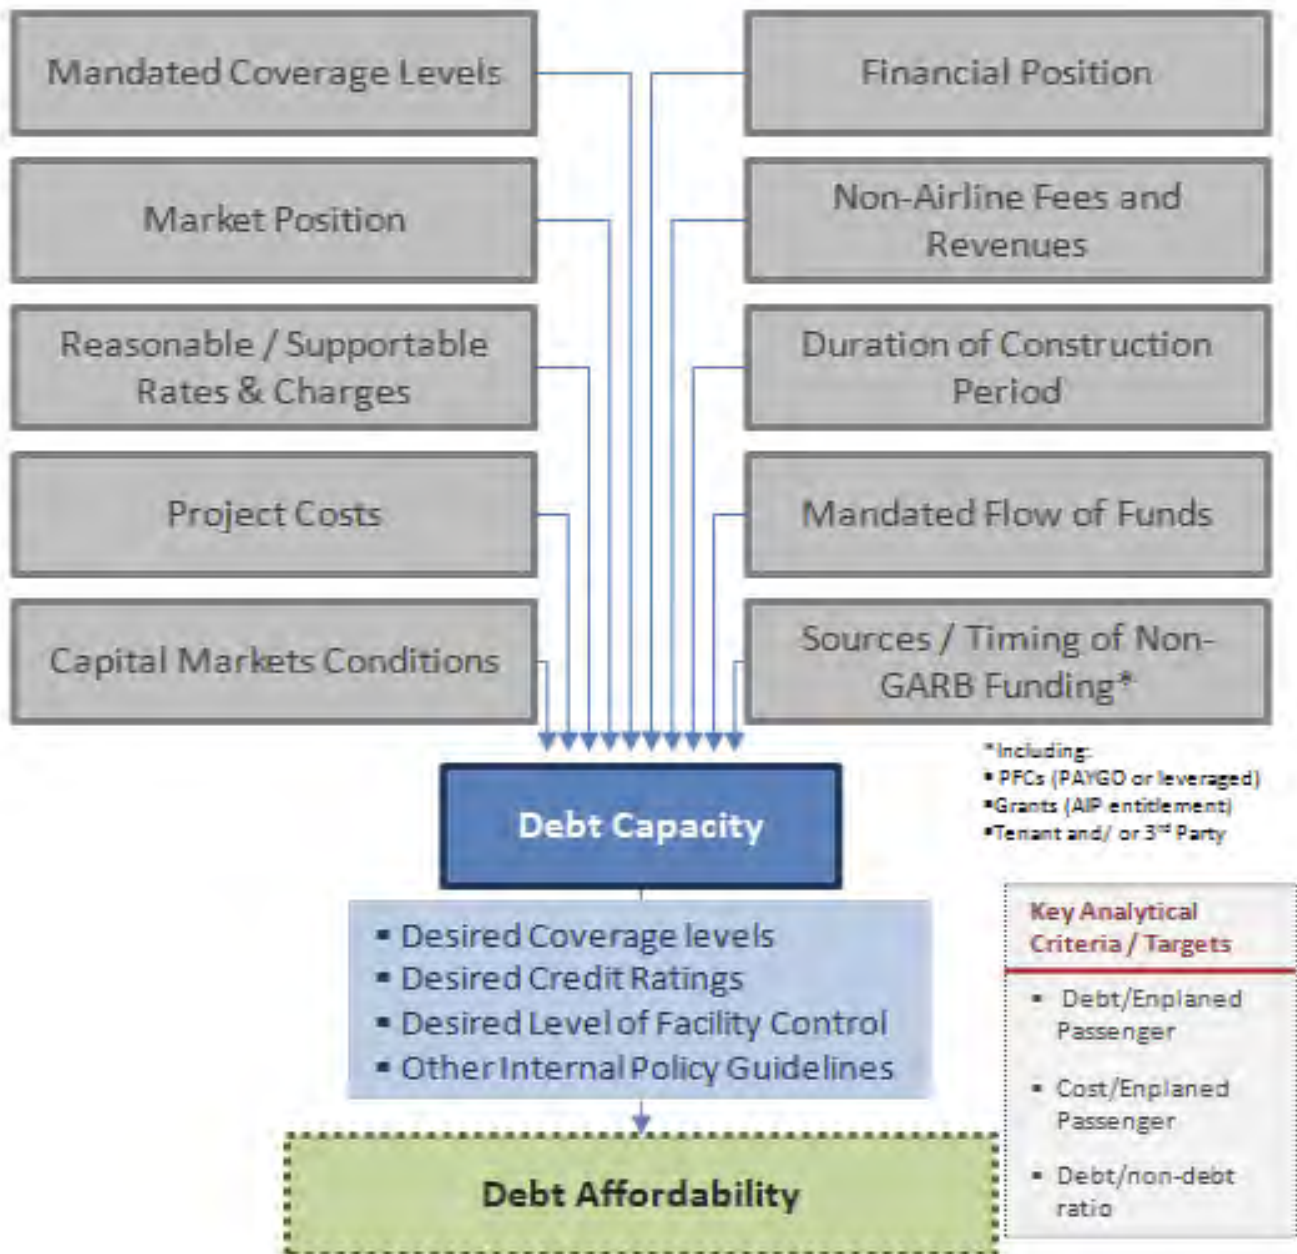 Mandated Coverage Levels
Financial Position
Market Position
Non-Airline Fees and
Revenues
Reasonable / Supportable
Rates & Charges
Duration of Construction
Period
Project Costs
Mandated Flow of Funds
Capital Markets Conditions
Sources / Timing of Non-
GARB Funding*
*Including:
▪ PFCs (PAYGO or leveraged)
▪Grants (AIP entitlement)
▪Tenant and/ or 3rd Party
Debt Capacity
▪ Desired Coverage levels
▪ Desired Credit Ratings
▪ Desired Level of Facility Control
▪ Other Internal Policy Guidelines
Key Analytical
Criteria / Targets
▪ Debt/Enplaned
Passenger
▪ Cost/Enplaned
Passenger
▪ Debt/non-debt
ratio
Debt Affordability